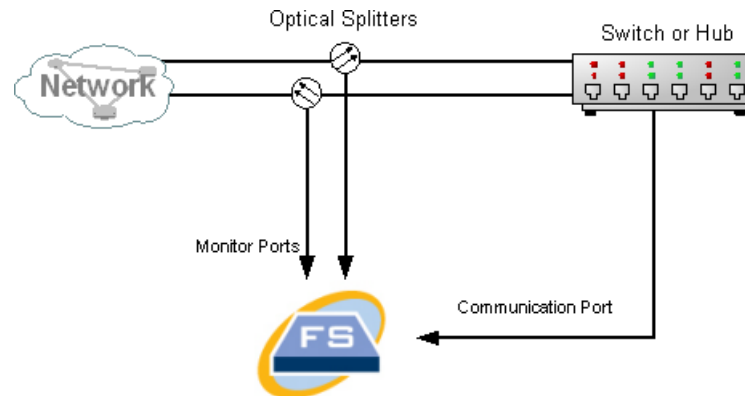 Optical Splitters
Switch or Hub
Network
Monitor Ports
Communication Port
FS